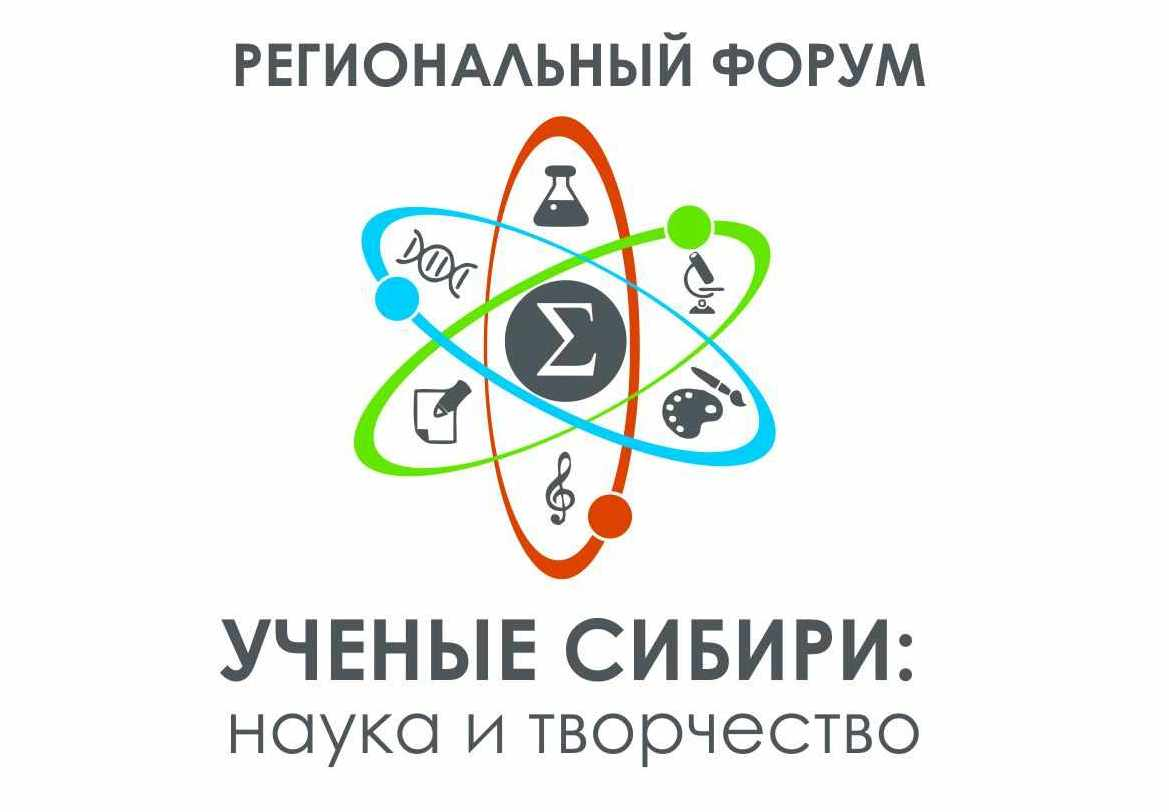 РЕГИОНАЛЬНЫЙ ФОРУМ
Σ
УЧЕНЫЕ СИБИРИ:
наука и творчество